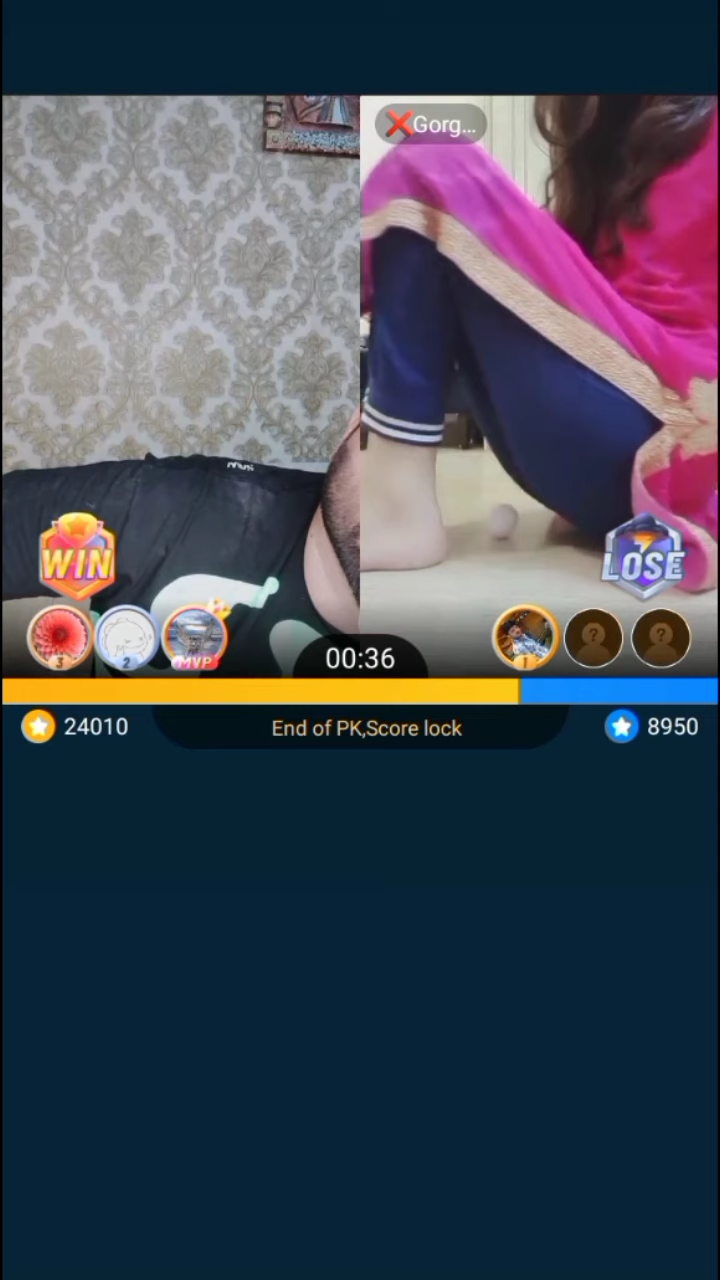 ❌Gorg...
WIN
LOSE
3
2
MVP
1
?
?
00:36
24010
End of PK,Score lock
8950